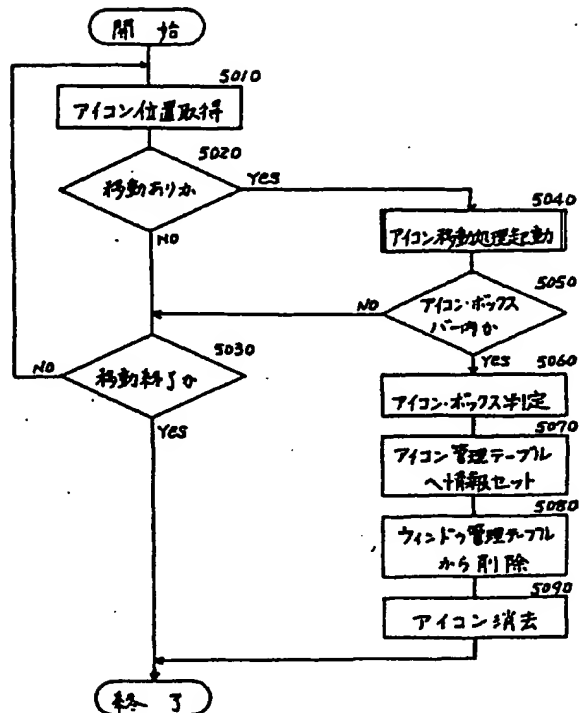 開始
5010
アイコン位置取得
5020
移動ありか
YES
NO
5040
アイコン移動処理起動
5050
アイコン・ボックス
バー内か
NO
YES
5030
移動終了か
NO
YES
5060
アイコン・ボックス判定
5070
アイコン管理テーブル
へ情報セット
5080
ウィンドウ管理テーブル
から削除
5090
アイコン消去
終了